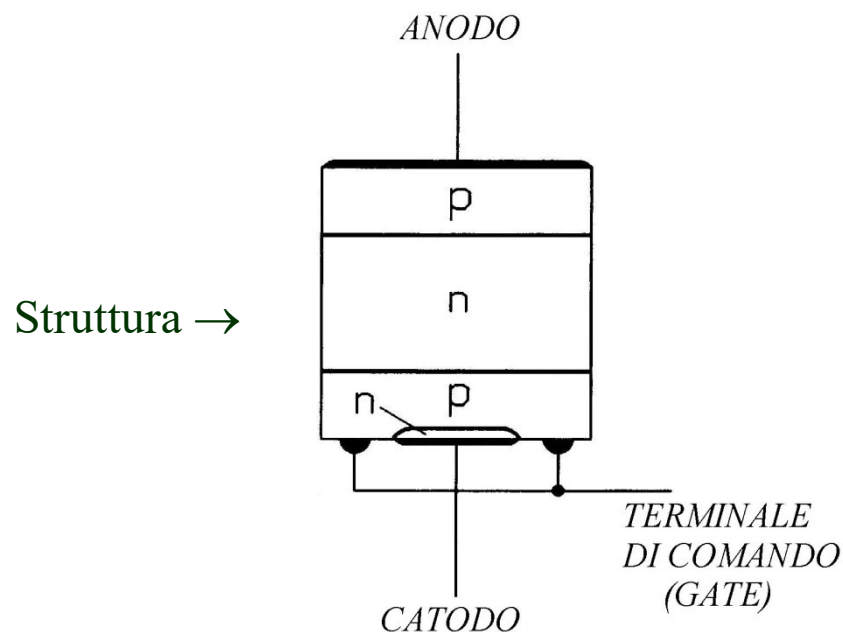 ANODO
p
n
Struttura →
p
n
TERMINALE
DI COMANDO
(GATE)
CATODO